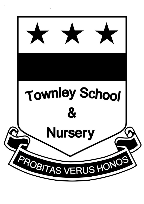 Townley School
&
Nursery
PROBITAS VERUS HONOS